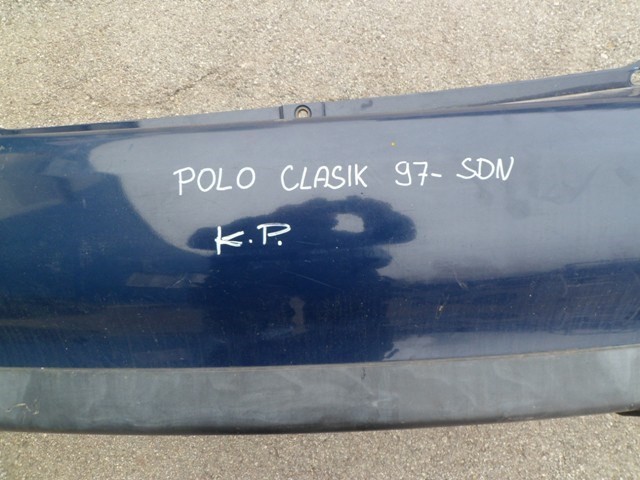 POLO CLASIK 97- SDN
K.P.